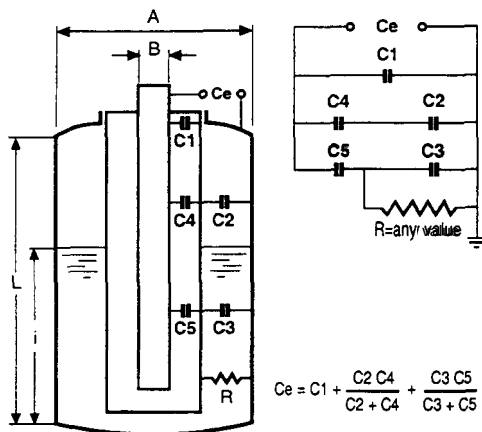 A
B
Ce
C1
C4 C2
C5 C3
R
L
Ce
C1
C4 C2
C5 C3
R=any value
Ce = C1 + C2 C4 / C2 + C4 + C3 C5 / C3 + C5